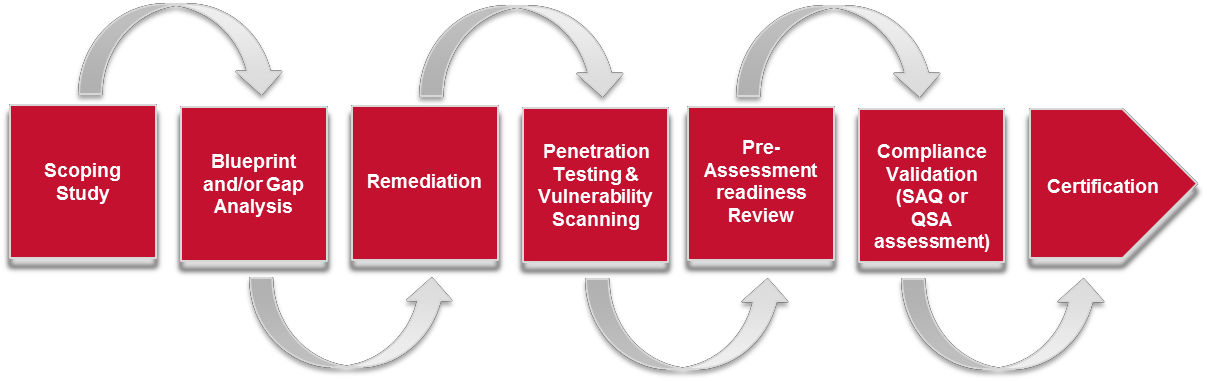 Scoping
Study
Blueprint
and/or Gap
Analysis
Remediation
Penetration
Testing &
Vulnerability
Scanning
Pre-
Assessment
readiness
Review
Compliance
Validation
(SAQ or
QSA
assessment)
Certification